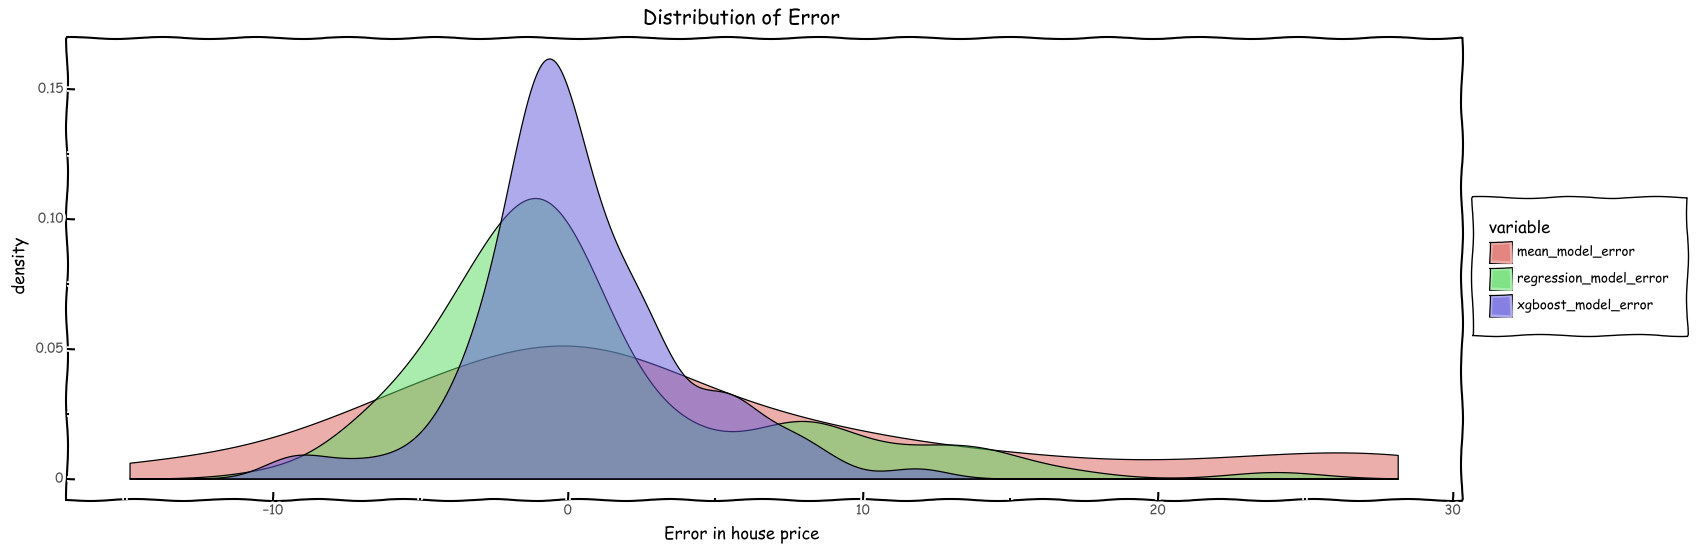 Distribution of Error
0.15
0.10
0.05
0
density
-10
0
10
20
30
Error in house price
variable
mean_model_error
regression_model_error
xgboost_model_error